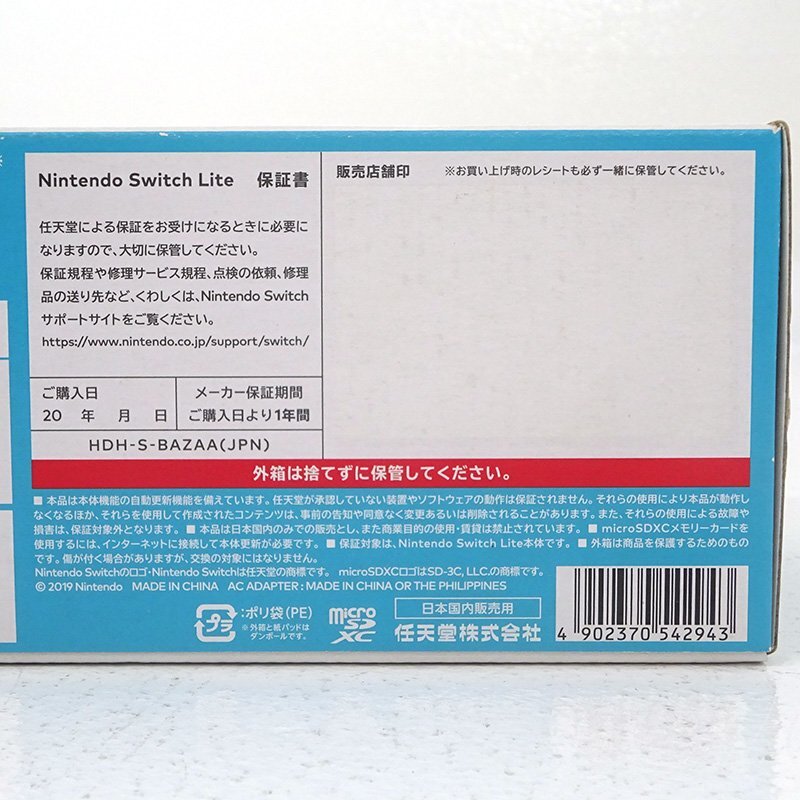 Nintendo Switch Lite 保証書
任天堂による保証をお受けになるときに必要に
なりますので、大切に保管してください。
保証規程や修理サービス規程、点検の依頼、修理
品の送り先など、くわしくは、Nintendo Switch
サポートサイトをご覧ください。
https://www.nintendo.co.jp/support/switch/
ご購入日
20 年 月 日
メーカー保証期間
ご購入日より1年間
HDH-S-BAZAA(JPN)
販売店舗印 ※お買い上げ時のレシートも必ず一緒に保管してください。
外箱は捨てずに保管してください。
■ 本品は本体機能の自動更新機能を備えています。任天堂が承認していない装置やソフトウェアの動作は保証されません。それらの使用により本品が動作し
なくなるほか、それらを使用して作成されたコンテンツは、事前の告知や同意なく変更あるいは削除されることがあります。また、それらの使用による故障や
損害は、保証対象外となります。 ■ 本品は日本国内のみでの販売とし、また商業目的の使用・賃貸は禁止されています。 ■ microSDXCメモリーカードを
使用するには、インターネットに接続して本体更新が必要です。 ■ 保証対象は、Nintendo Switch Lite本体です。 ■ 外箱は商品を保護するためのもの
です。傷が付く場合がありますが、交換の対象にはなりません。
Nintendo Switchのロゴ・Nintendo Switchは任天堂の商標です。 microSDXCロゴはSD-3C, LLC.の商標です。
© 2019 Nintendo MADE IN CHINA AC ADAPTER : MADE IN CHINA OR THE PHILIPPINES
プラ
:ポリ袋(PE)
※外箱と紙パッドは
ダンボールです。
micro
SD
XC
日本国内販売用
任天堂株式会社
4 902370 542943